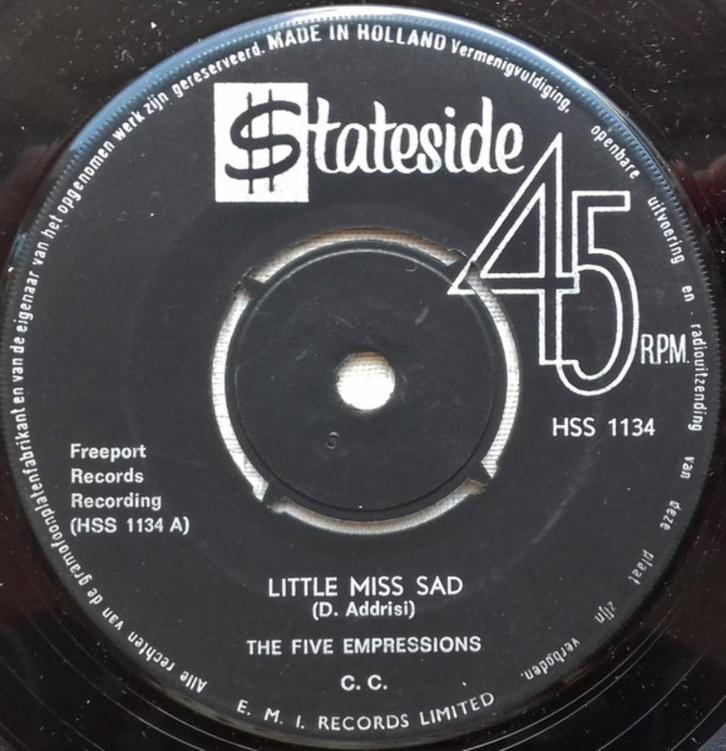 Alle rechten van de gramofoonplatenfabrikant en van de eigenaar van het opgenomen werk zijn gereserveerd. MADE IN HOLLAND Vermenigvuldiging, openbare uitvoering en radiouitzending van deze plaat zijn verboden.
$tateside
45 R.P.M.
HSS 1134
Freeport
Records
Recording
(HSS 1134 A)
LITTLE MISS SAD
(D. Addrisi)
THE FIVE EMPRESSIONS
C. C.
E. M. I. RECORDS LIMITED